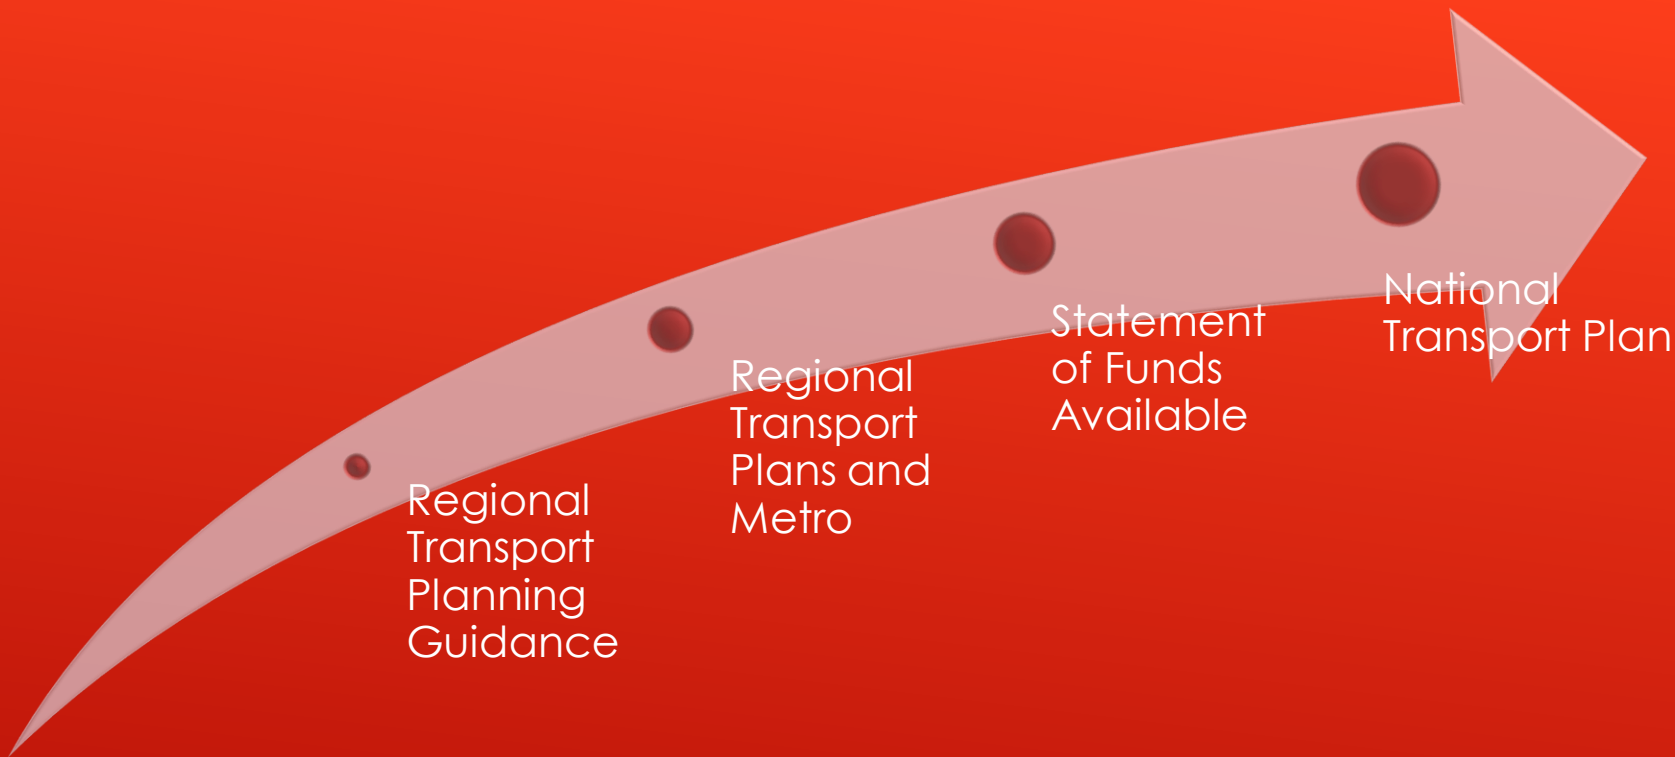 Regional
Transport
Planning
Guidance
Regional
Transport
Plans and
Metro
Statement
of Funds
Available
National
Transport Plan